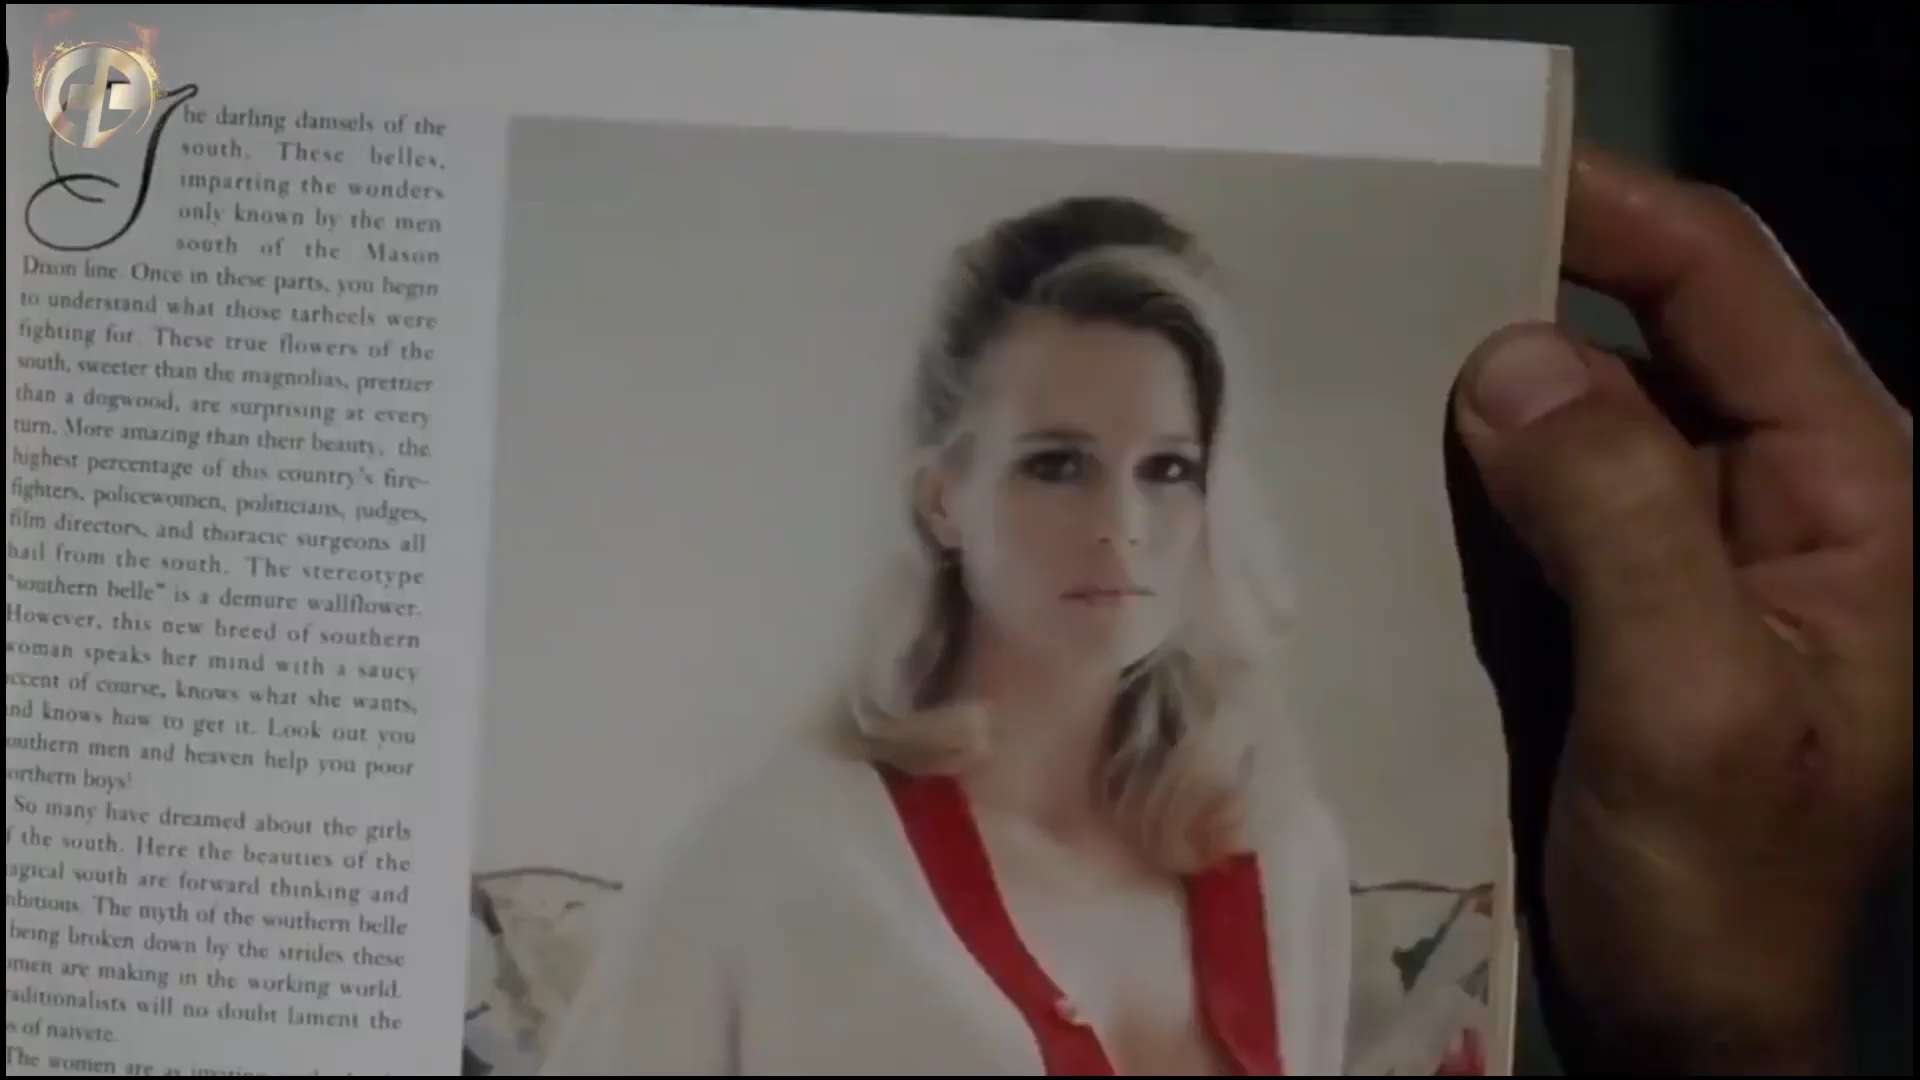 The darling damsels of the
south. These belles,
imparting the wonders
only known by the men
south of the Mason
Dixon line. Once in these parts, you begin
to understand what those tarheels were
fighting for. These true flowers of the
south, sweeter than the magnolias, prettier
than a dogwood, are surprising at every
turn. More amazing than their beauty, the
highest percentage of this country's fire-
fighters, policewomen, politicians, judges,
film directors, and thoracic surgeons all
hail from the south. The stereotype
"southern belle" is a demure wallflower.
However, this new breed of southern
woman speaks her mind with a saucy
accent of course, knows what she wants,
and knows how to get it. Look out you
southern men and heaven help you poor
northern boys!
So many have dreamed about the girls
of the south. Here the beauties of the
magical south are forward thinking and
ambitious. The myth of the southern belle
being broken down by the strides these
women are making in the working world.
traditionalists will no doubt lament the
of naivete.
The women are as